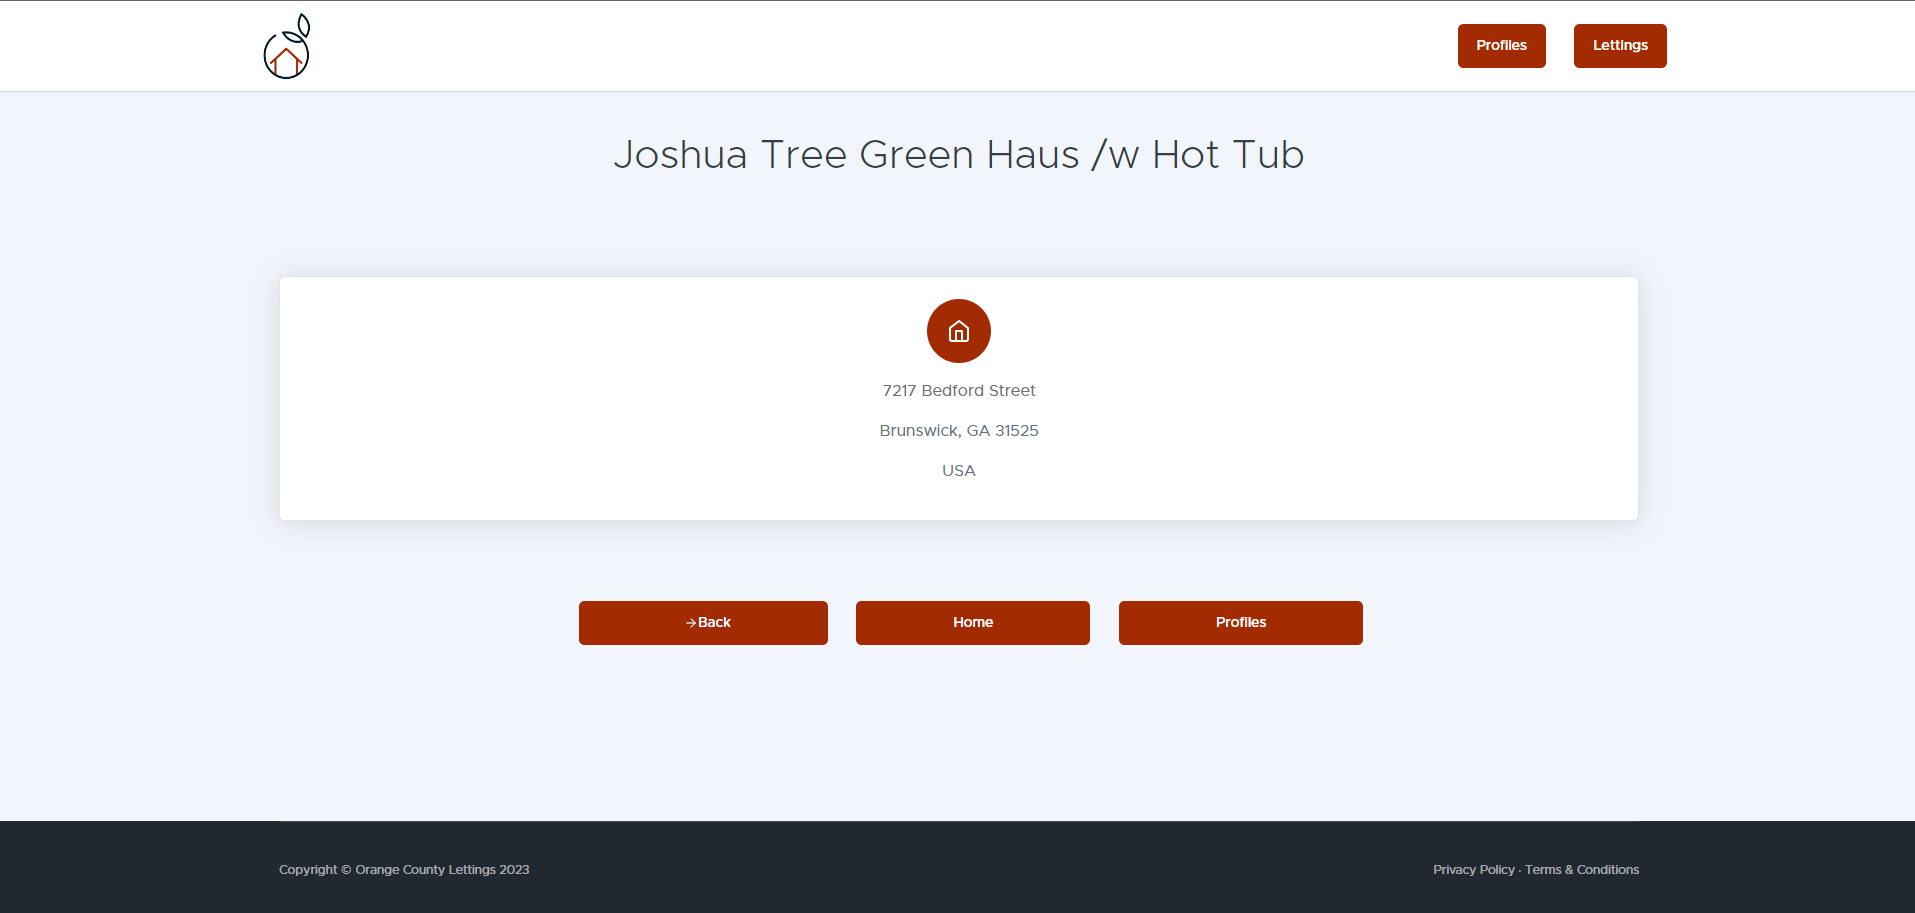 Profiles
Lettings
Joshua Tree Green Haus /w Hot Tub
7217 Bedford Street
Brunswick, GA 31525
USA
→Back
Home
Profiles
Copyright © Orange County Lettings 2023
Privacy Policy · Terms & Conditions